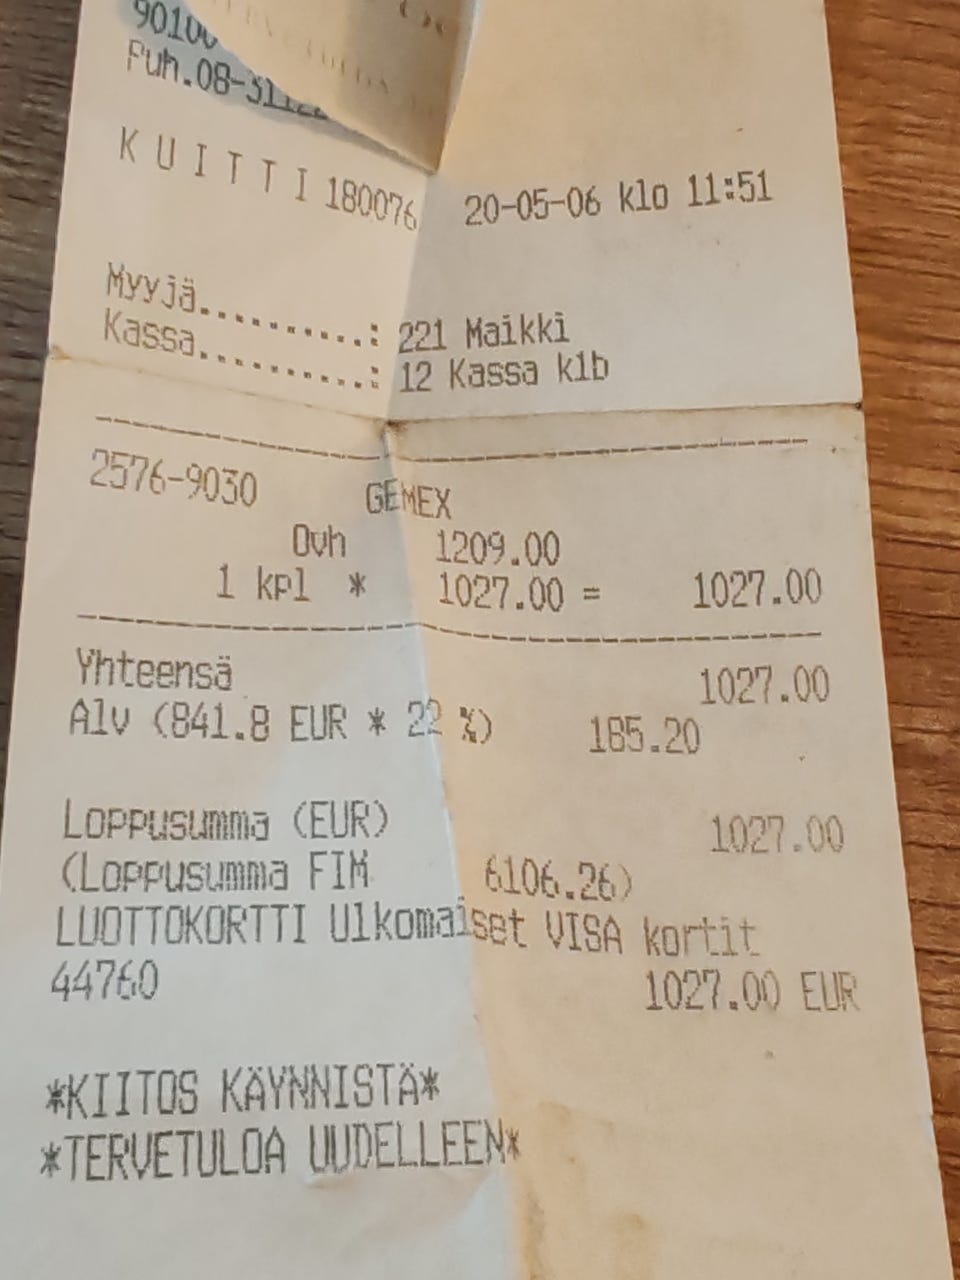 90100
Puh.08-3112
K U I T T I 180076 20-05-06 klo 11:51
Myyjä..........: 221 Maikki
Kassa..........: 12 Kassa klb
2576-9030 GEMEX
Ovh 1209.00
1 kpl * 1027.00 = 1027.00
Yhteensä 1027.00
Alv (841.8 EUR * 22 %) 185.20
Loppusumma (EUR) 1027.00
(Loppusumma FIM 6106.26)
LUOTTOKORTTI Ulkomaiset VISA kortit
44760 1027.00 EUR
*KIITOS KÄYNNISTÄ*
*TERVETULOA UUDELLEEN*